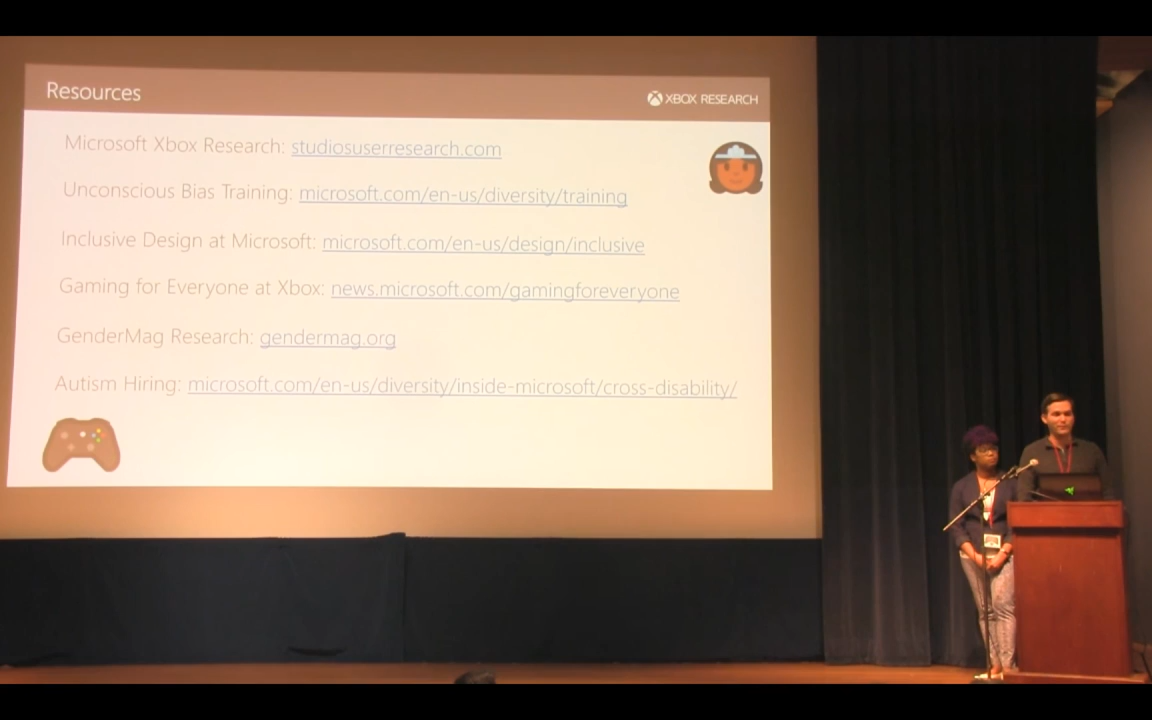 Resources
XBOX RESEARCH
Microsoft Xbox Research: studiosuserresearch.com
Unconscious Bias Training: microsoft.com/en-us/diversity/training
Inclusive Design at Microsoft: microsoft.com/en-us/design/inclusive
Gaming for Everyone at Xbox: news.microsoft.com/gamingforeveryone
GenderMag Research: gendermag.org
Autism Hiring: microsoft.com/en-us/diversity/inside-microsoft/cross-disability/